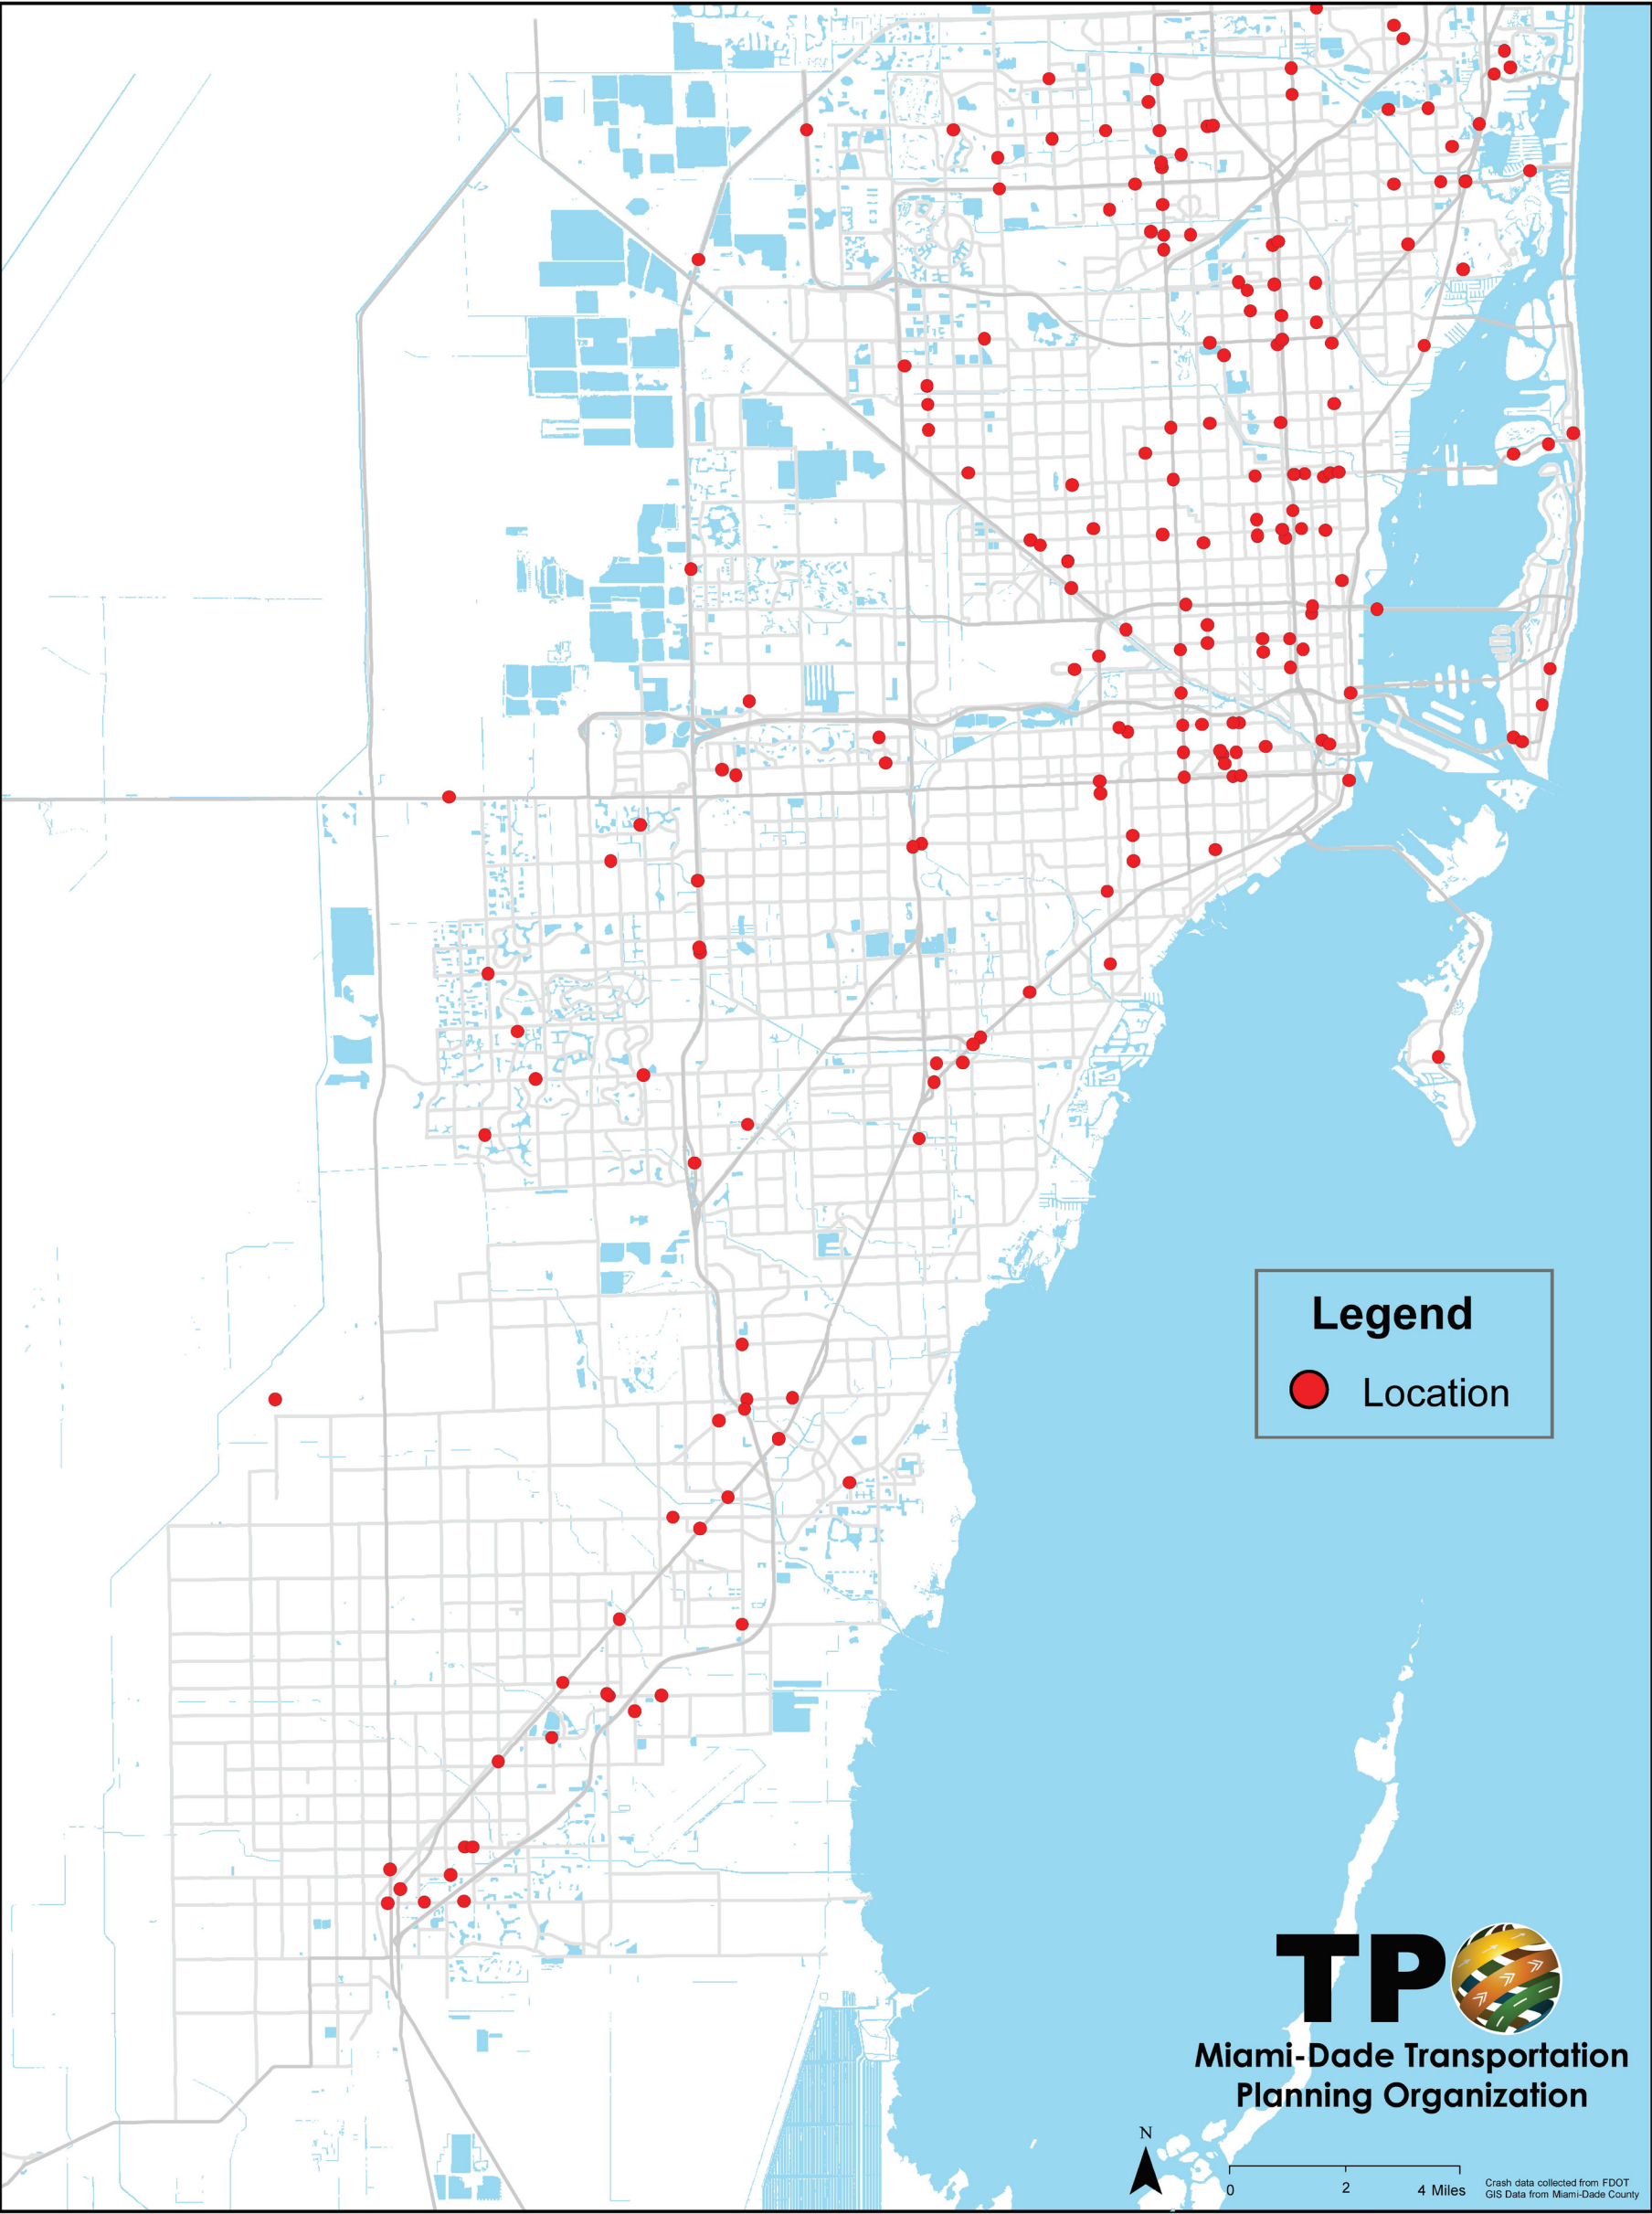 Legend
Location
TPO
Miami-Dade Transportation
Planning Organization
N
0 2 4 Miles
Crash data collected from FDOT
GIS Data from Miami-Dade County